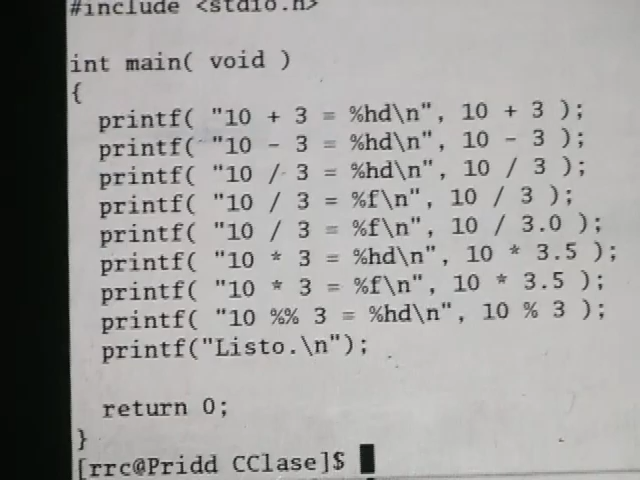 #include <stdio.h>
int main( void )
{
printf( "10 + 3 = %hd\n", 10 + 3 );
printf( "10 - 3 = %hd\n", 10 - 3 );
printf( "10 / 3 = %hd\n", 10 / 3 );
printf( "10 / 3 = %f\n", 10 / 3 );
printf( "10 / 3 = %f\n", 10 / 3.0 );
printf( "10 * 3 = %hd\n", 10 * 3.5 );
printf( "10 * 3 = %f\n", 10 * 3.5 );
printf( "10 %% 3 = %hd\n", 10 % 3 );
printf("Listo.\n");
return 0;
}
[rrc@Pridd CClase]$